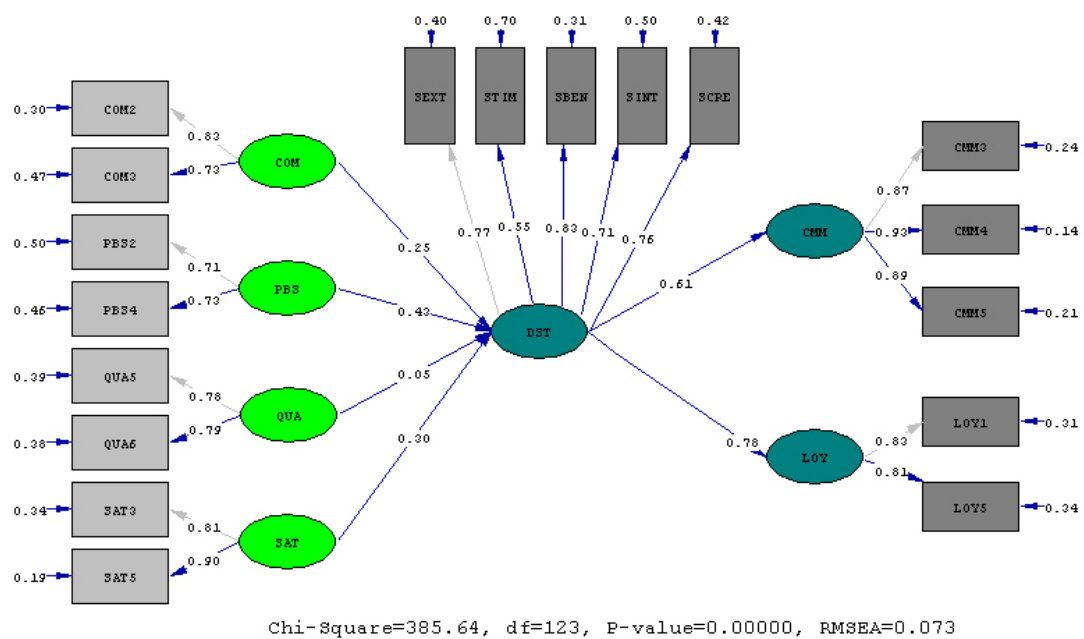 0.40 0.70 0.31 0.50 0.42
SEXT STIM SBEN SINT SCRE
0.30 COM2
0.83
COM
0.47 COM3
0.73
0.50 PBS2
0.71
PBS
0.46 PBS4
0.73
0.39 QUA5
0.78
QUA
0.38 QUA6
0.79
0.34 SAT3
0.81
SAT
0.19 SAT5
0.90
0.25
0.43
0.05
0.30
0.77 0.55 0.83 0.71 0.76
DST
0.61
0.78
CMM
0.87
CMM3 0.24
0.93
CMM4 0.14
0.89
CMM5 0.21
LOY
0.83
LOY1 0.31
0.81
LOY5 0.34
Chi-Square=385.64, df=123, P-value=0.00000, RMSEA=0.073